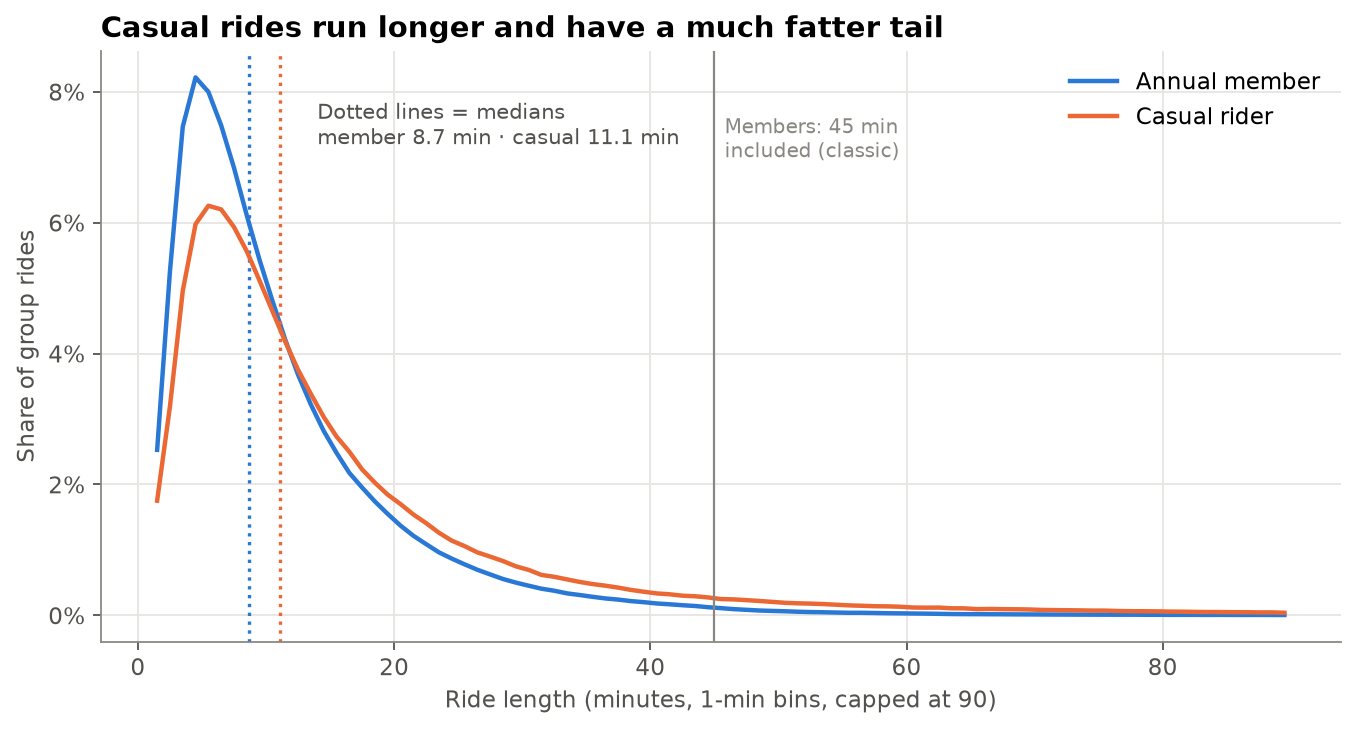 Casual rides run longer and have a much fatter tail
Annual member
Casual rider
Dotted lines = medians
member 8.7 min · casual 11.1 min
Members: 45 min
included (classic)
Share of group rides
8%
6%
4%
2%
0%
0
20
40
60
80
Ride length (minutes, 1-min bins, capped at 90)